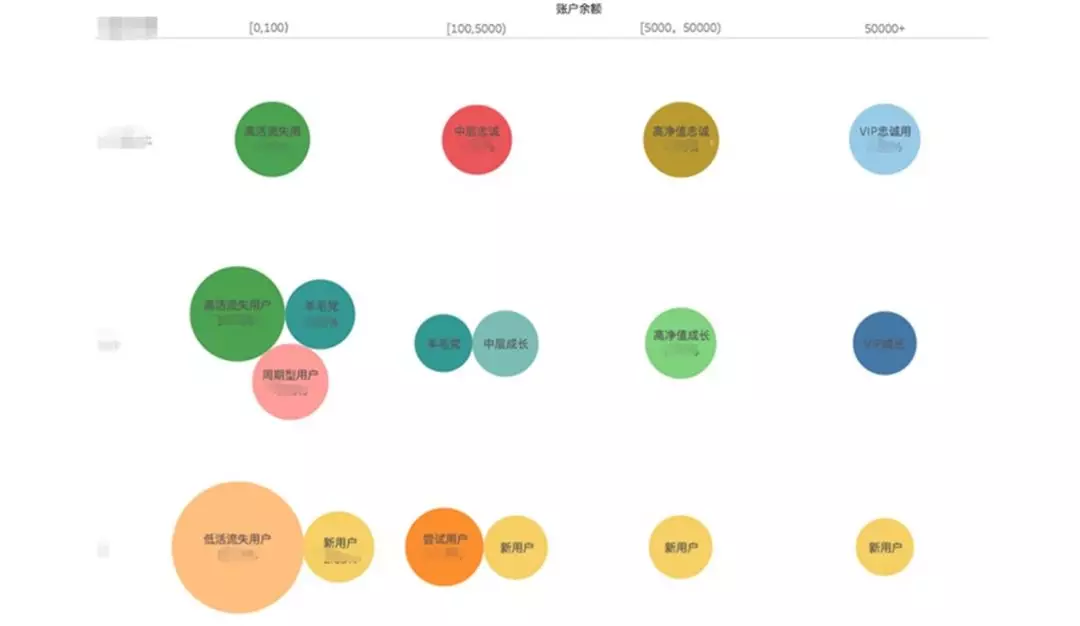 账户余额
[0,100)
[100,5000)
[5000, 50000)
50000+
高活流失用
中层忠诚
高净值忠诚
VIP忠诚用
高活流失用户
羊毛党
周期型用户
羊毛党
中层成长
高净值成长
VIP成长
低活流失用户
新用户
尝试用户
新用户
新用户
新用户